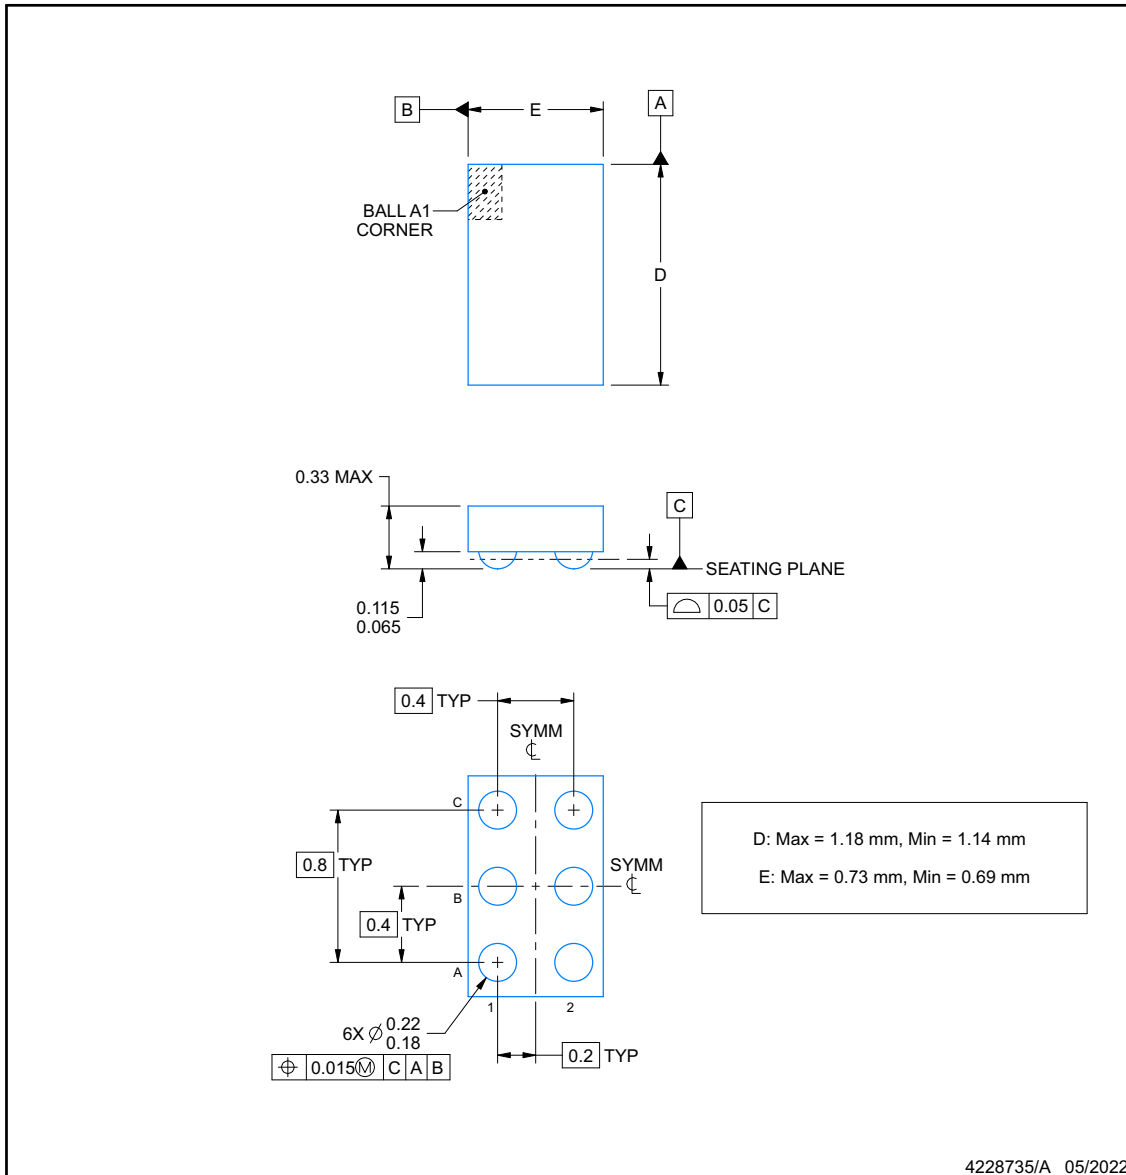 B
E
A
BALL A1
CORNER
D
0.33 MAX
C
SEATING PLANE
0.115
0.065
0.05 C
0.4 TYP
SYMM
℄
C
0.8 TYP
SYMM
℄
B
0.4 TYP
A
1 2
6X ⌀ 0.22
0.18
0.2 TYP
⌖ 0.015Ⓜ C A B
D: Max = 1.18 mm, Min = 1.14 mm
E: Max = 0.73 mm, Min = 0.69 mm
4228735/A 05/2022